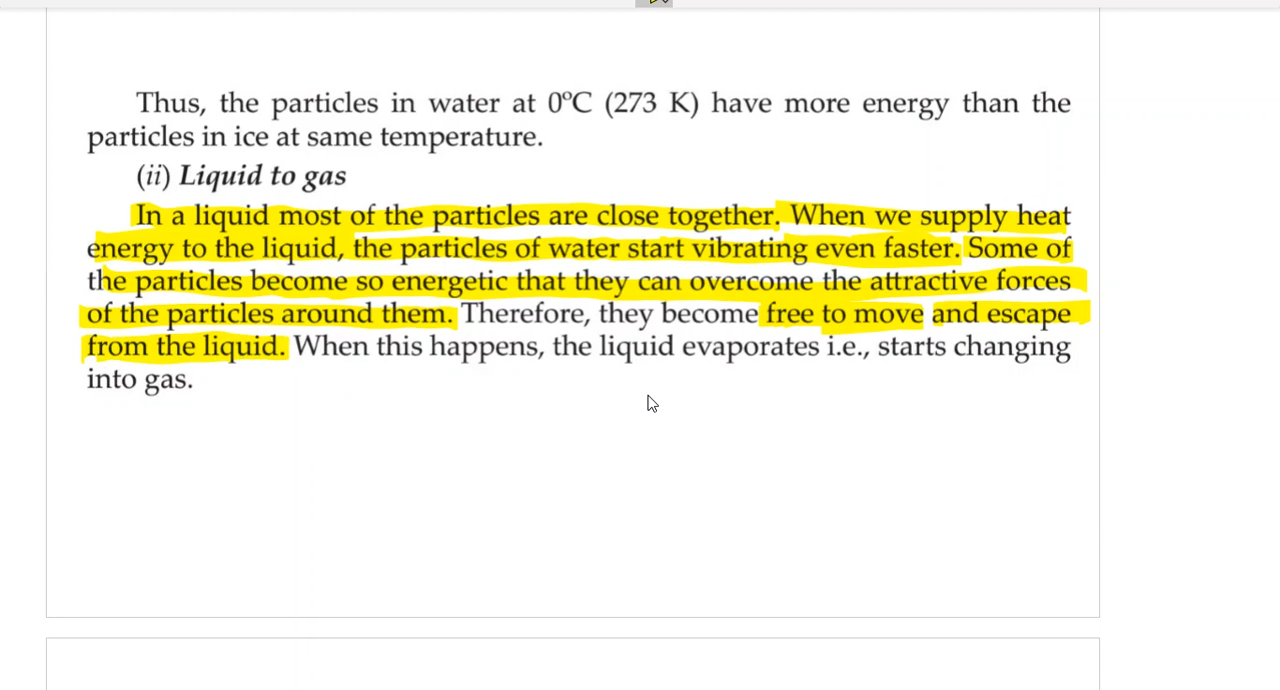 Thus, the particles in water at 0ºC (273 K) have more energy than the
particles in ice at same temperature.
(ii) Liquid to gas
In a liquid most of the particles are close together. When we supply heat
energy to the liquid, the particles of water start vibrating even faster. Some of
the particles become so energetic that they can overcome the attractive forces
of the particles around them. Therefore, they become free to move and escape
from the liquid. When this happens, the liquid evaporates i.e., starts changing
into gas.